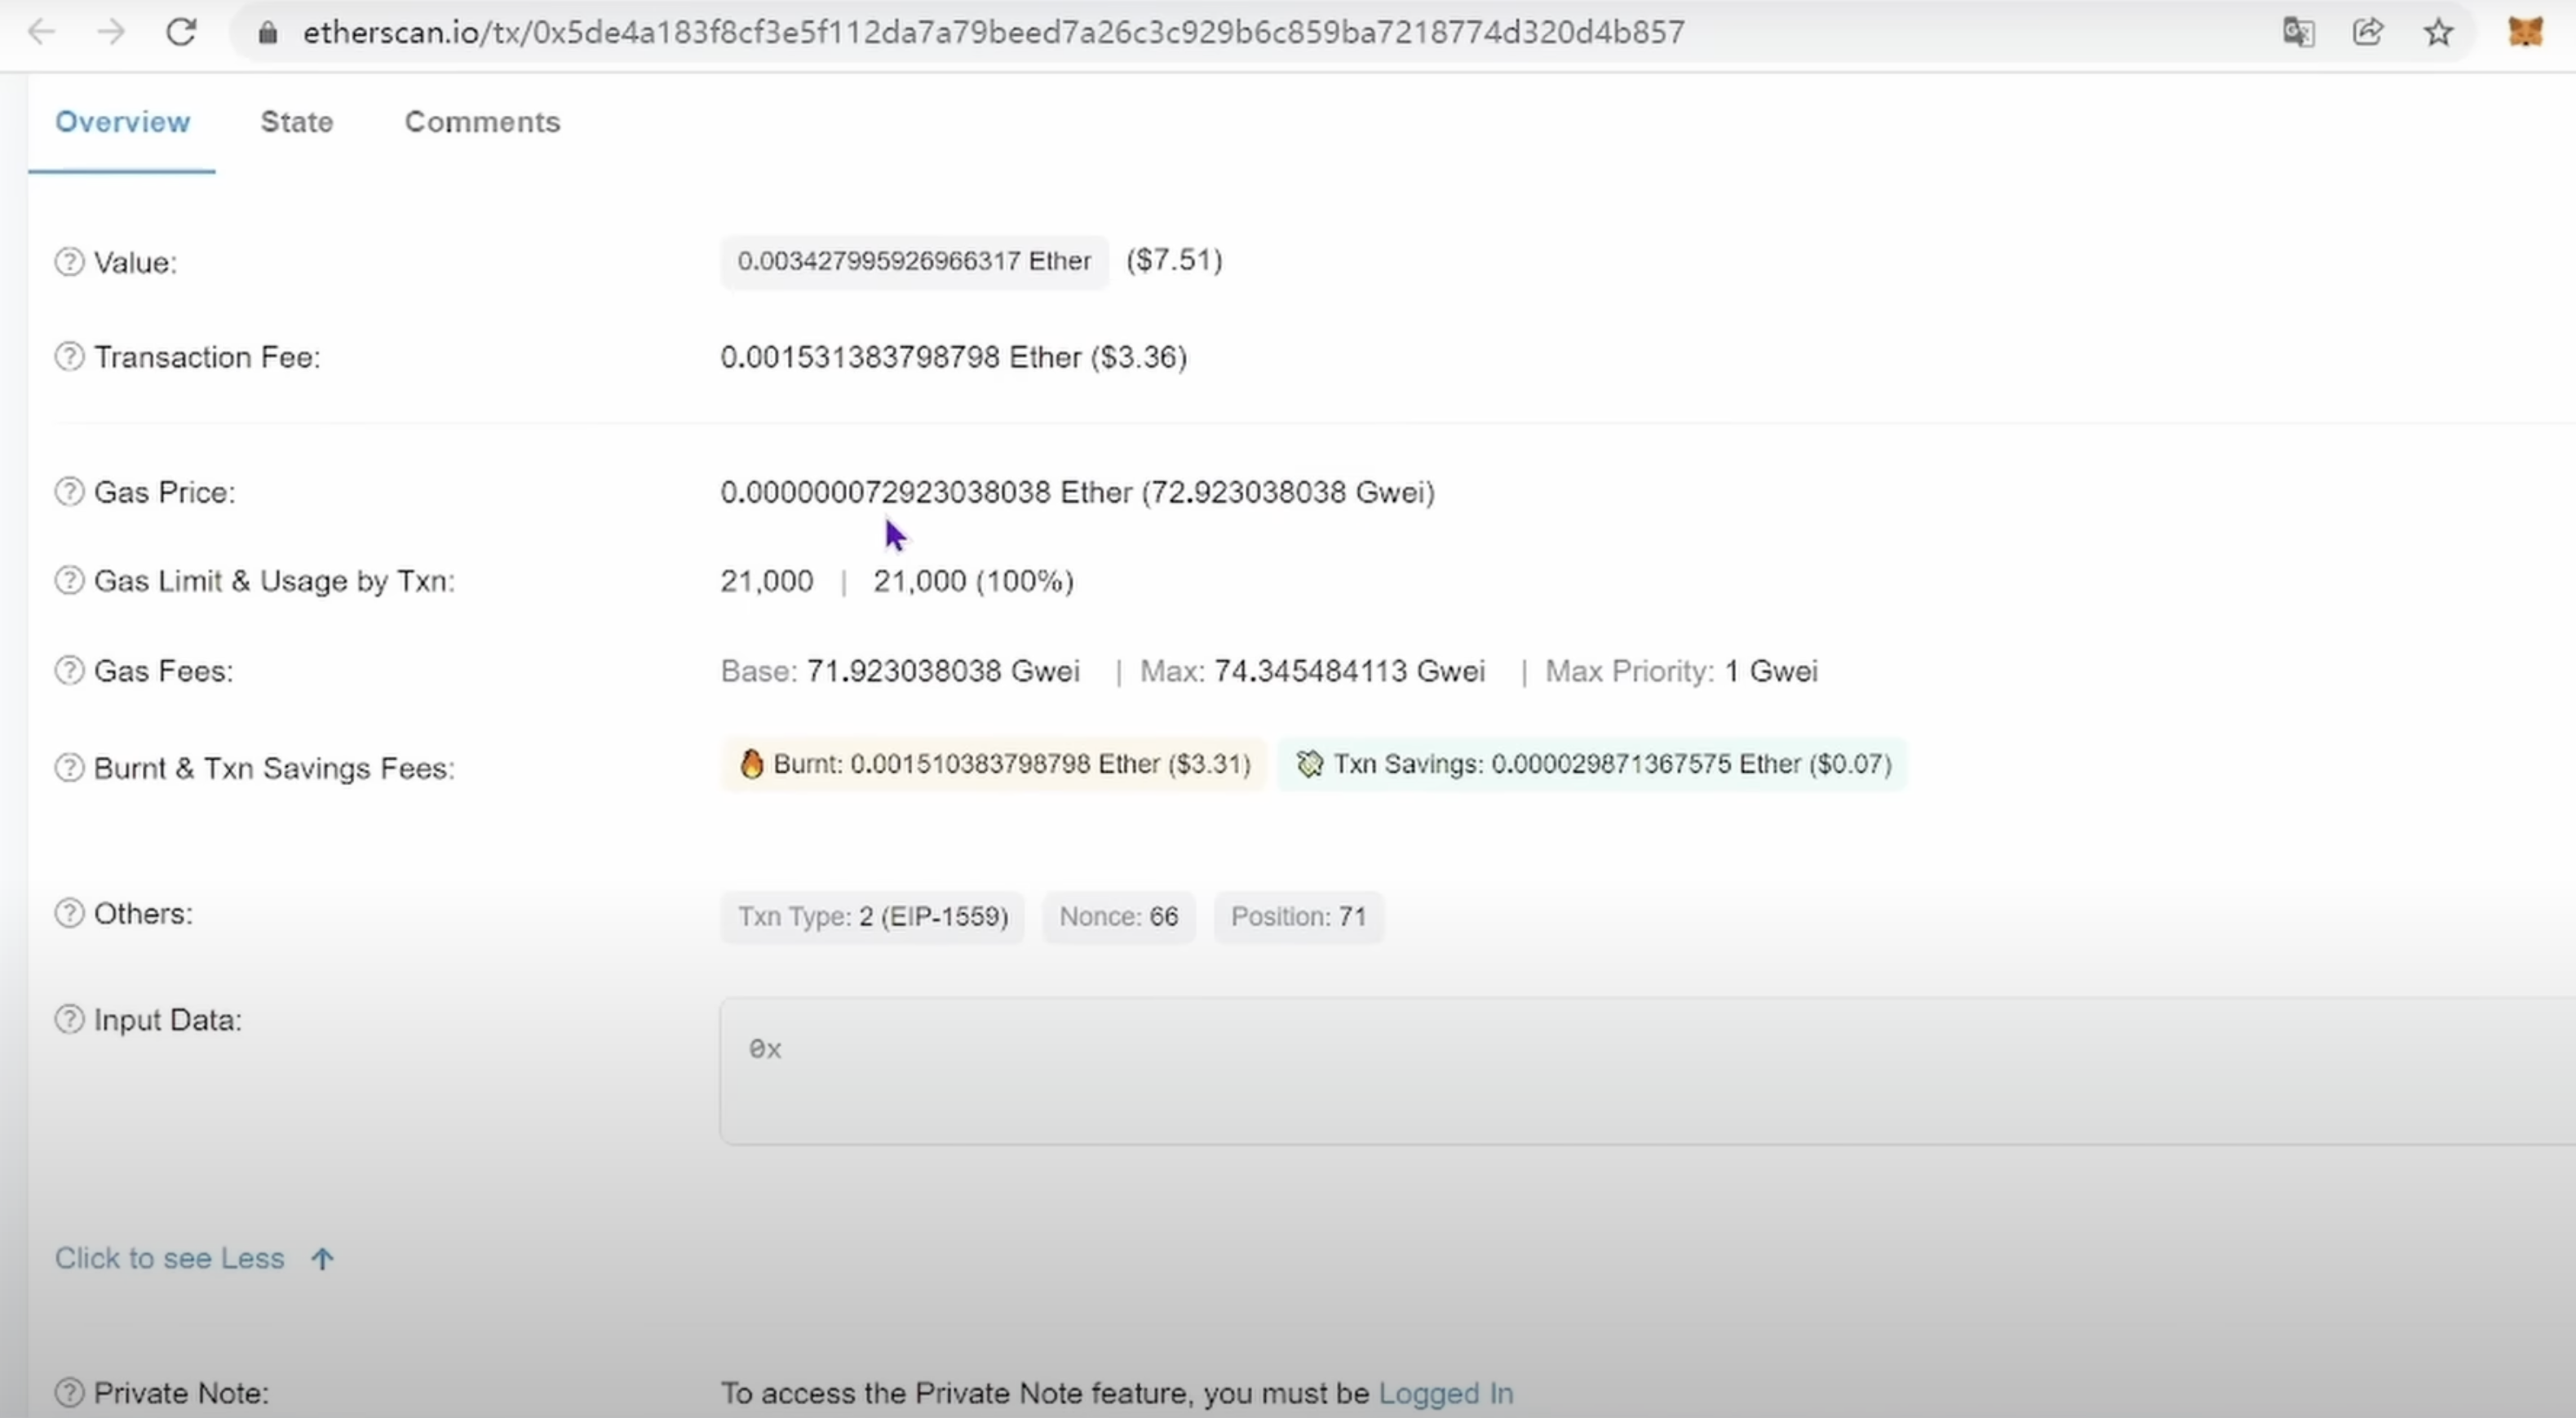 etherscan.io/tx/0x5de4a183f8cf3e5f112da7a79beed7a26c3c929b6c859ba7218774d320d4b857
Overview State Comments
Value: 0.003427995926966317 Ether ($7.51)
Transaction Fee: 0.001531383798798 Ether ($3.36)
Gas Price: 0.000000072923038038 Ether (72.923038038 Gwei)
Gas Limit & Usage by Txn: 21,000 | 21,000 (100%)
Gas Fees: Base: 71.923038038 Gwei | Max: 74.345484113 Gwei | Max Priority: 1 Gwei
Burnt & Txn Savings Fees: 🔥 Burnt: 0.001510383798798 Ether ($3.31) 💸 Txn Savings: 0.000029871367575 Ether ($0.07)
Others: Txn Type: 2 (EIP-1559) Nonce: 66 Position: 71
Input Data: 0x
Click to see Less ↑
Private Note: To access the Private Note feature, you must be Logged In